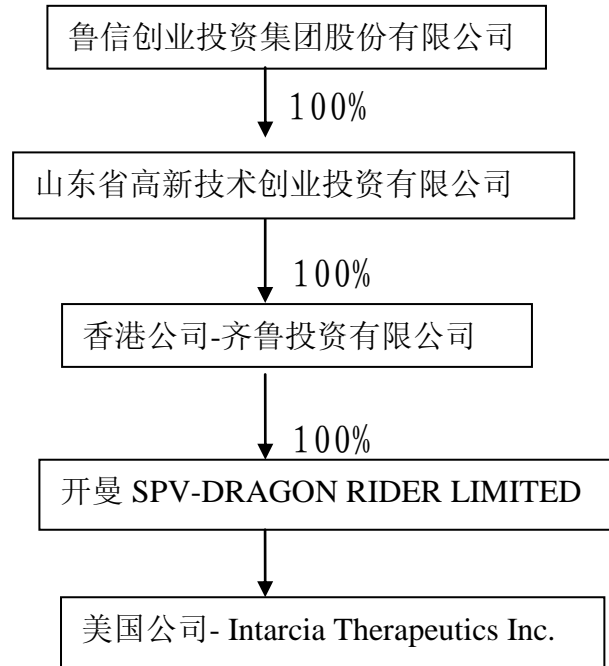 鲁信创业投资集团股份有限公司
100%
山东省高新技术创业投资有限公司
100%
香港公司-齐鲁投资有限公司
100%
开曼 SPV-DRAGON RIDER LIMITED
美国公司- Intarcia Therapeutics Inc.